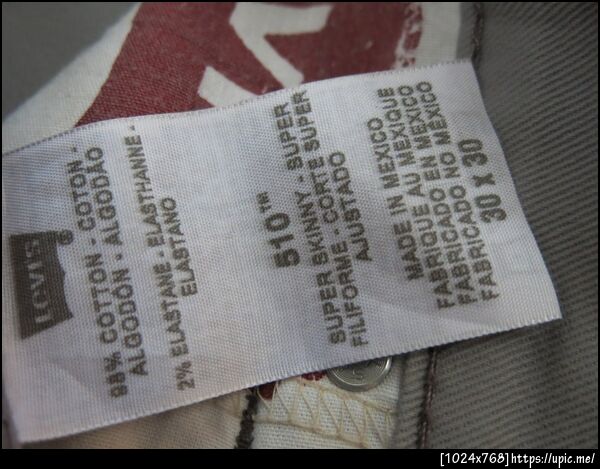 LEVI'S®
98% COTTON - COTON -
ALGODÓN - ALGODÃO
2% ELASTANE - ELASTHANNE -
ELASTANO
510™
SUPER SKINNY - SUPER
FILIFORME - CORTE SUPER
AJUSTADO
MADE IN MEXICO
FABRIQUE AU MEXIQUE
FABRICADO EN MÉXICO
FABRICADO NO MÉXICO
30 X 30
[1024x768]https://upic.me/